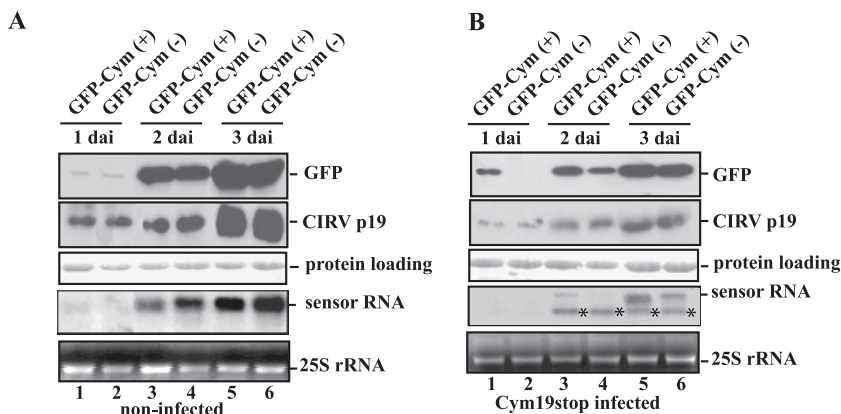 A
GFP-Cym (+)
GFP-Cym (-)
GFP-Cym (+)
GFP-Cym (-)
GFP-Cym (+)
GFP-Cym (-)
1 dai
2 dai
3 dai
GFP
CIRV p19
protein loading
sensor RNA
25S rRNA
1 2 3 4 5 6
non-infected
B
GFP-Cym (+)
GFP-Cym (-)
GFP-Cym (+)
GFP-Cym (-)
GFP-Cym (+)
GFP-Cym (-)
1 dai
2 dai
3 dai
GFP
CIRV p19
protein loading
sensor RNA
* * * *
25S rRNA
1 2 3 4 5 6
Cym19stop infected